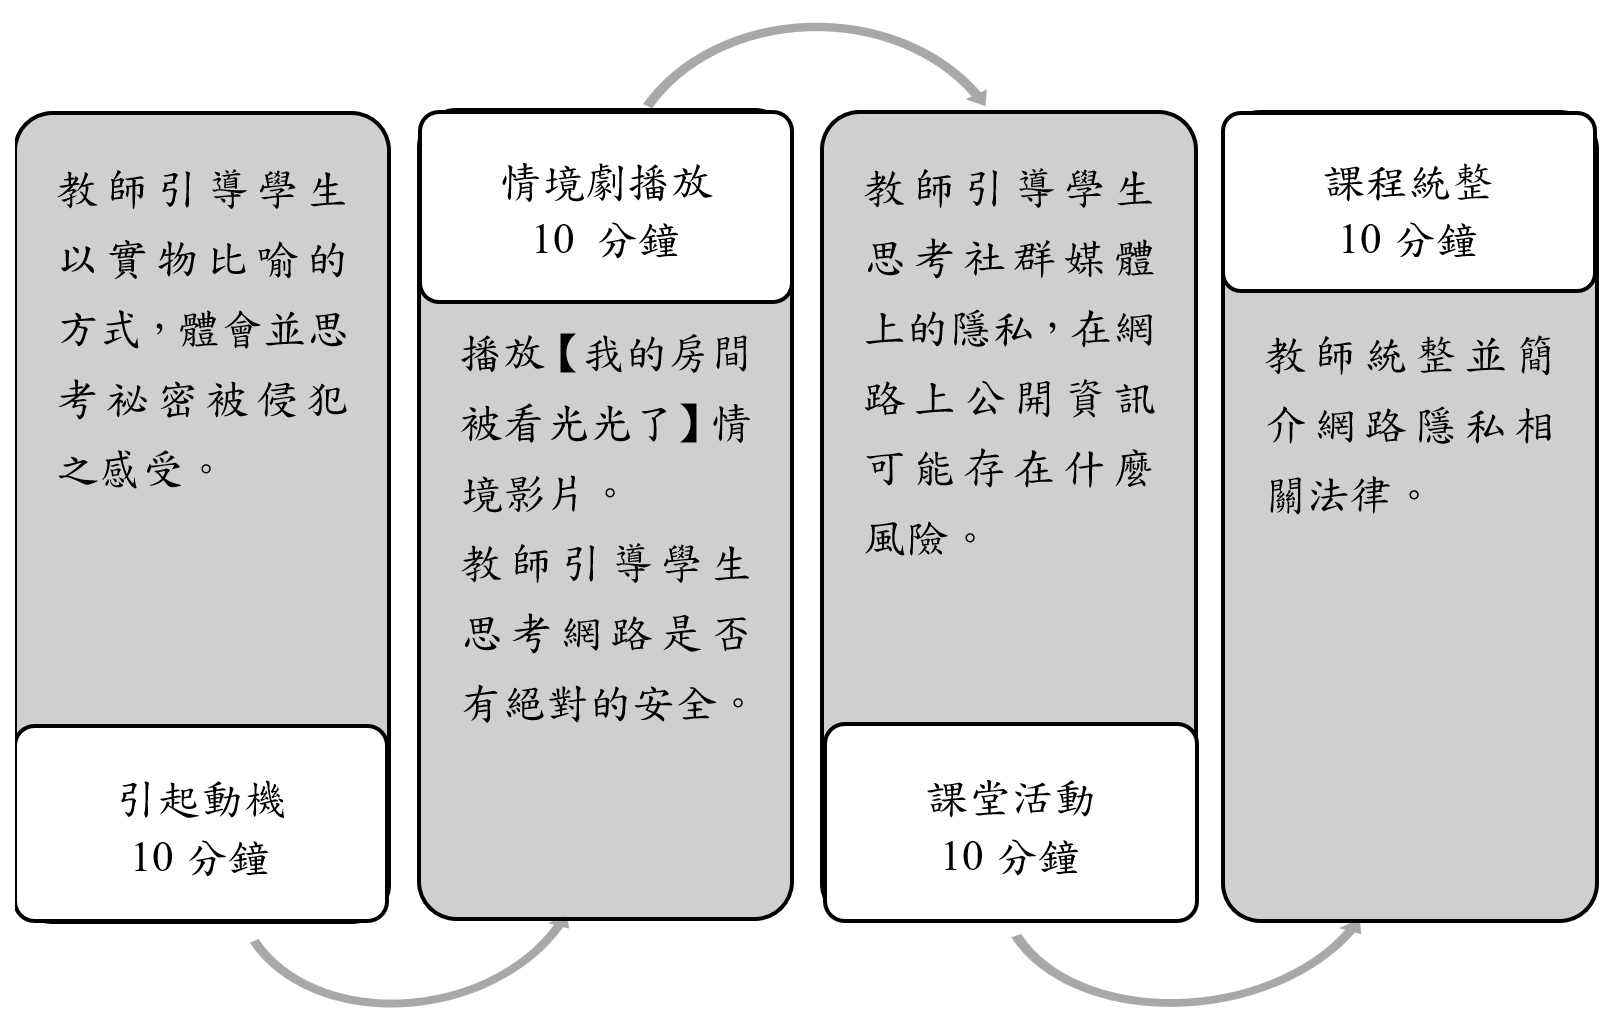 教師引導學生
以實物比喻的
方式，體會並思
考祕密被侵犯
之感受。
引起動機
10 分鐘
情境劇播放
10 分鐘
播放【我的房間
被看光光了】情
境影片。
教師引導學生
思考網路是否
有絕對的安全。
教師引導學生
思考社群媒體
上的隱私，在網
路上公開資訊
可能存在什麼
風險。
課堂活動
10 分鐘
課程統整
10 分鐘
教師統整並簡
介網路隱私相
關法律。